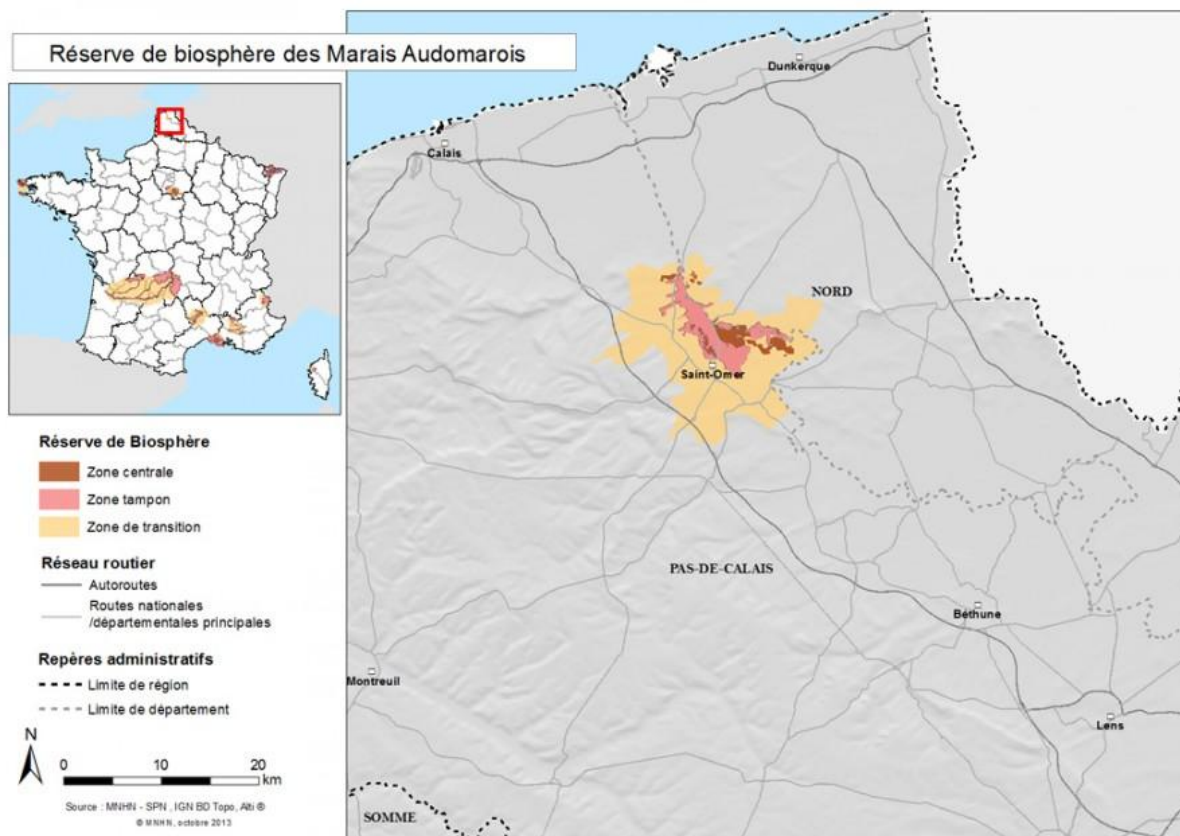 Réserve de biosphère des Marais Audomarois
Dunkerque
Calais
NORD
Saint-Omer
PAS-DE-CALAIS
Béthune
Montreuil
Lens
SOMME
Réserve de Biosphère
Zone centrale
Zone tampon
Zone de transition
Réseau routier
Autoroutes
Routes nationales
/départementales principales
Repères administratifs
Limite de région
Limite de département
N
0 10 20
km
Source : MNHN - SPN , IGN BD Topo, Alti ®
© MNHN, octobre 2013